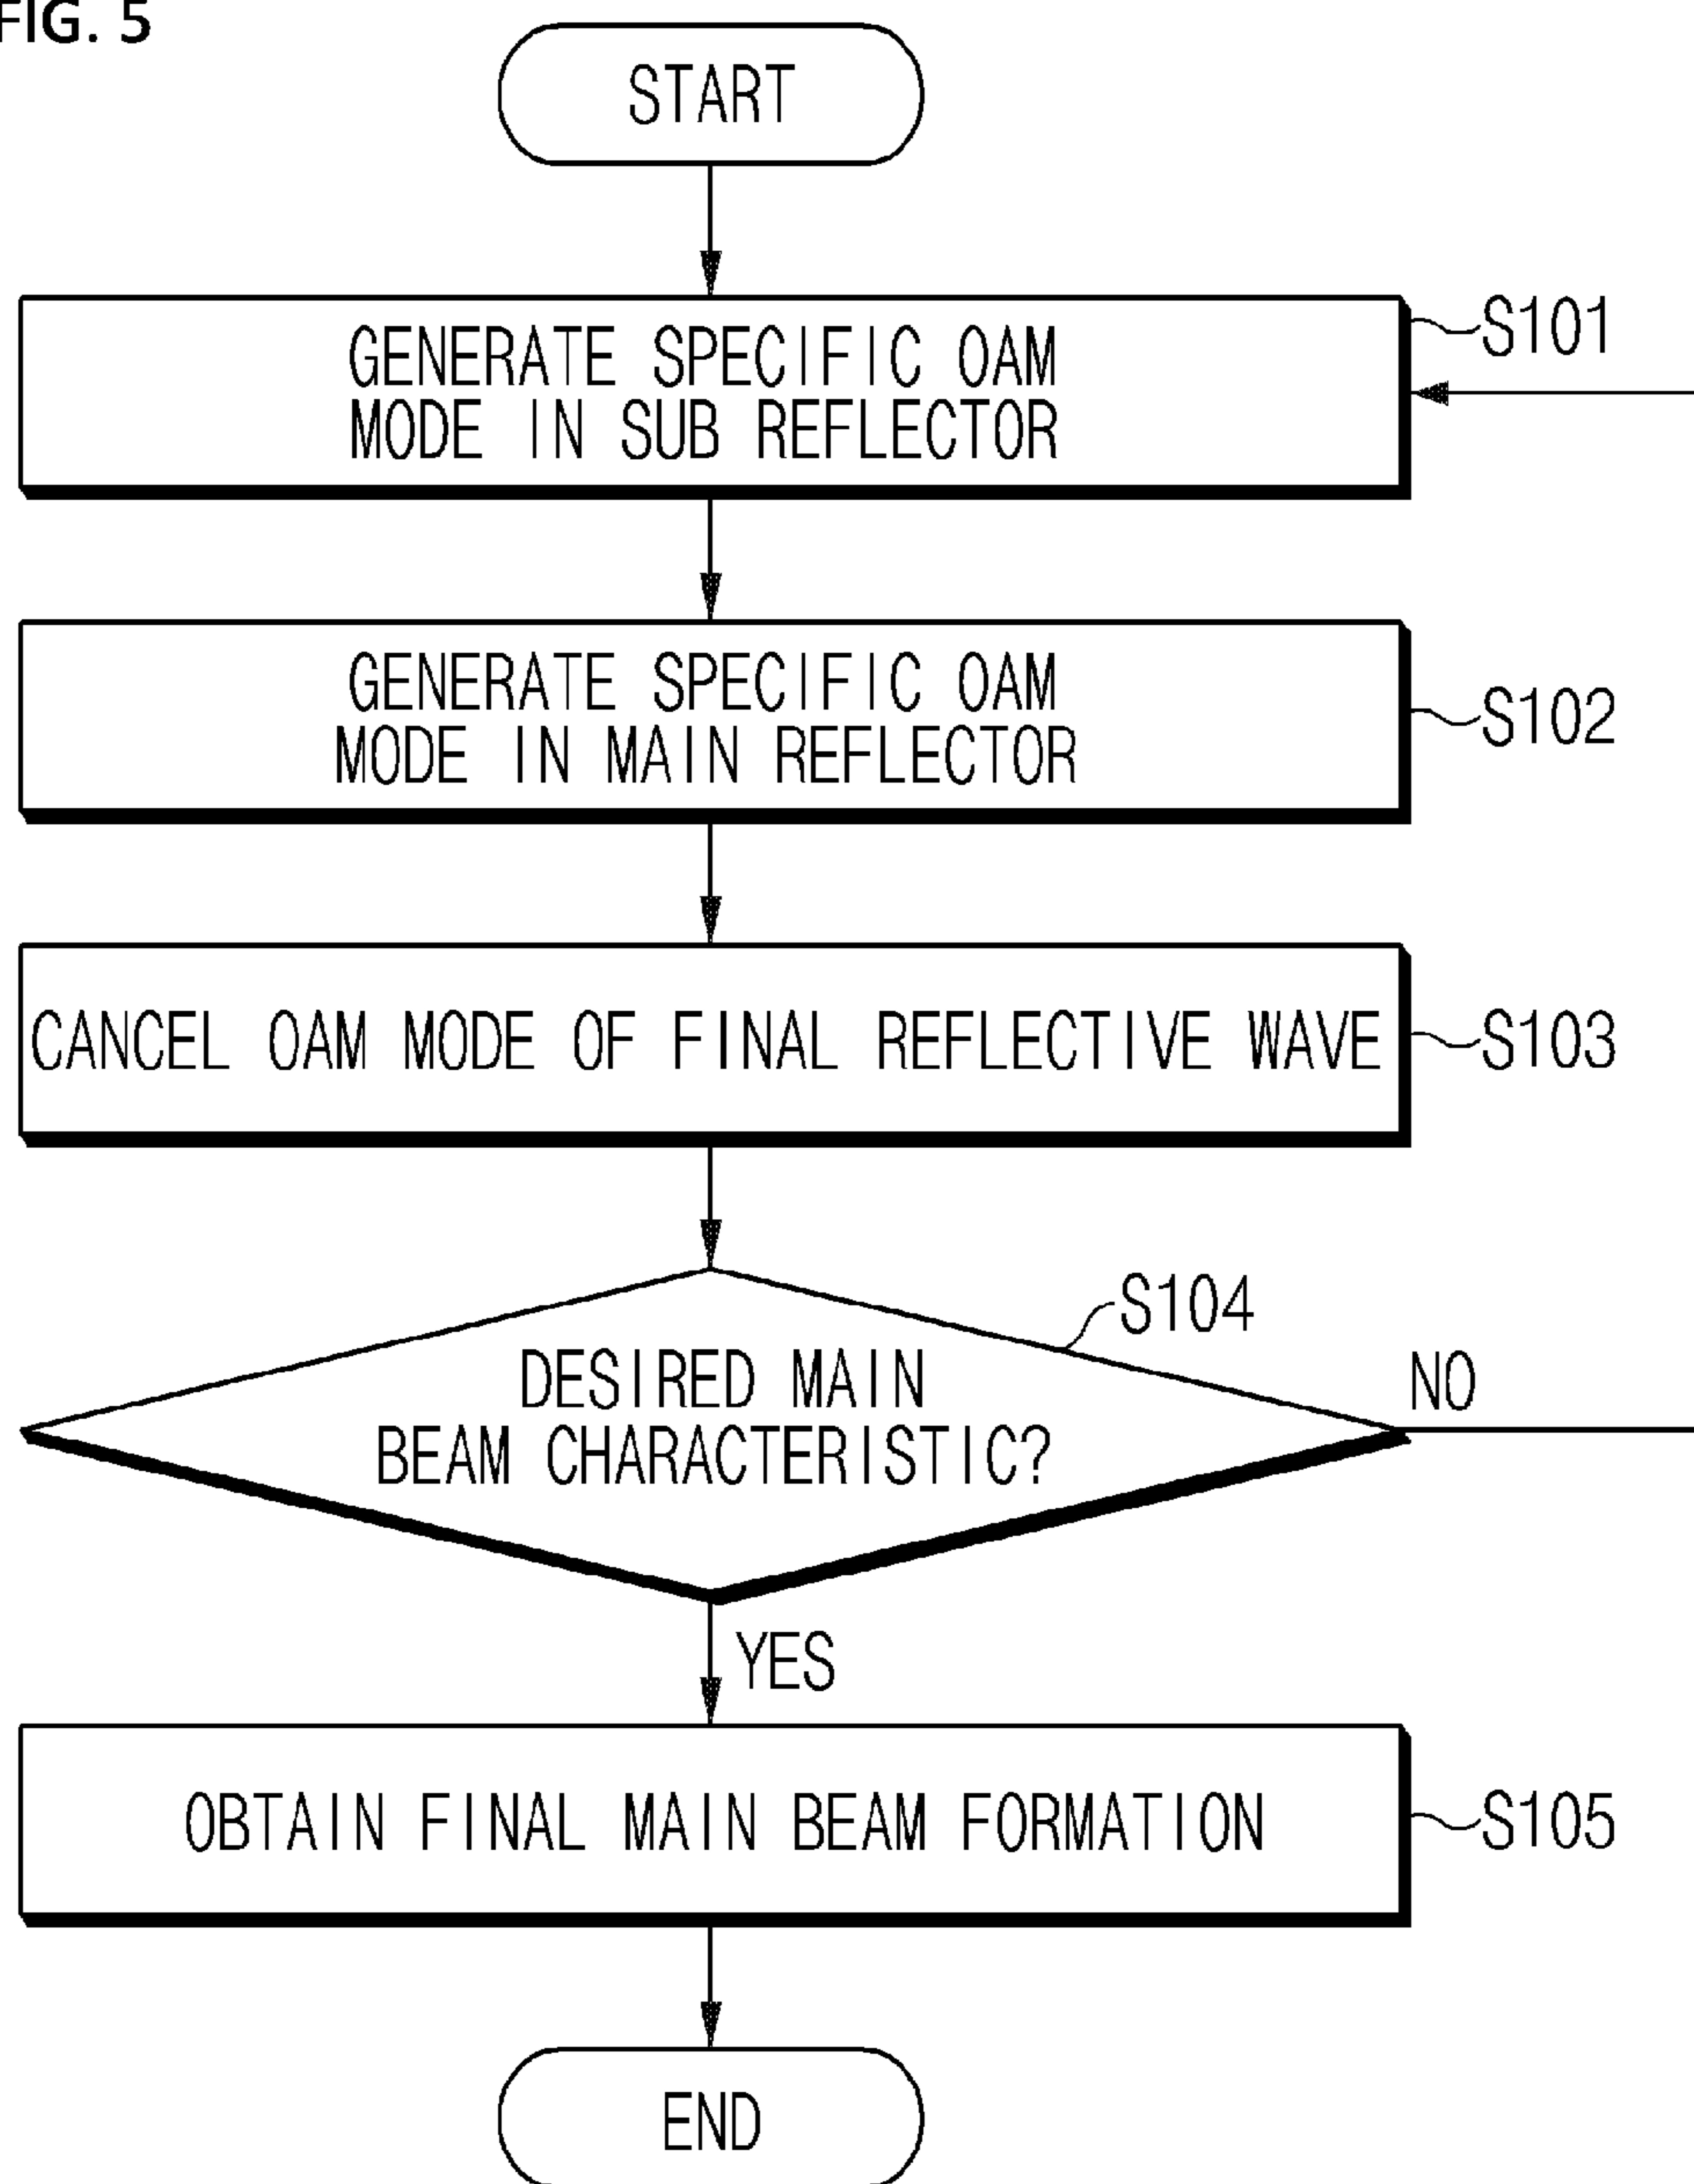 FIG. 5
START
GENERATE SPECIFIC OAM
MODE IN SUB REFLECTOR
S101
GENERATE SPECIFIC OAM
MODE IN MAIN REFLECTOR
S102
CANCEL OAM MODE OF FINAL REFLECTIVE WAVE
S103
S104
DESIRED MAIN
BEAM CHARACTERISTIC?
NO
YES
OBTAIN FINAL MAIN BEAM FORMATION
S105
END